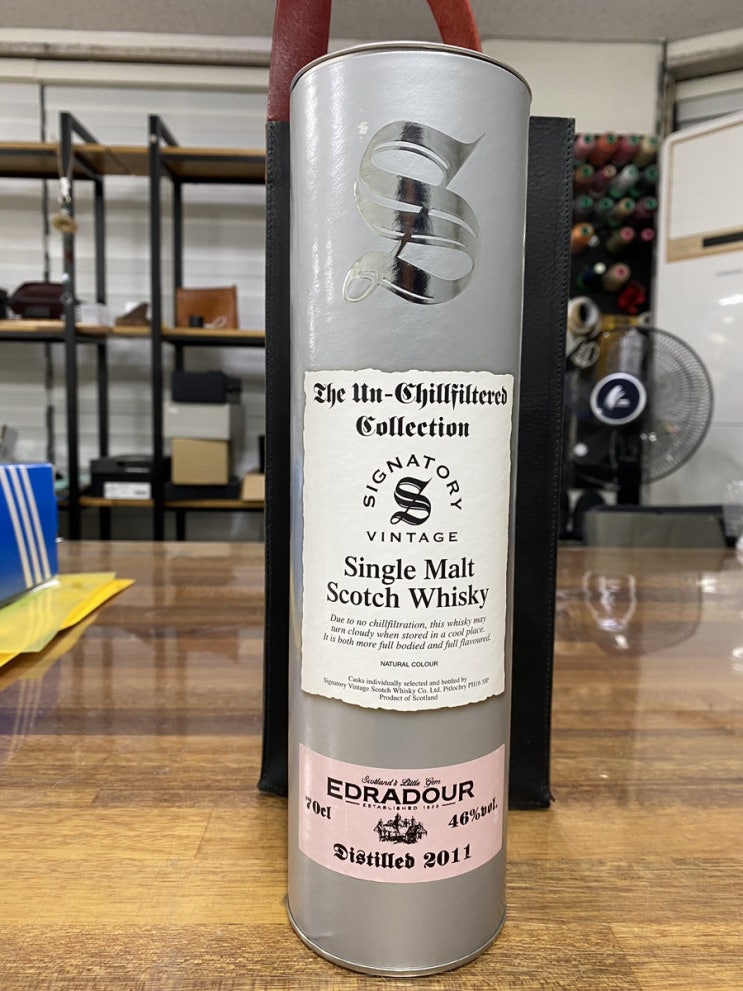 S
The Un-Chillfiltered
Collection
SIGNATORY
S
VINTAGE
Single Malt
Scotch Whisky
Due to no chillfiltration, this whisky may
turn cloudy when stored in a cool place.
It is both more full bodied and full flavoured.
NATURAL COLOUR
Casks individually selected and bottled by
Signatory Vintage Scotch Whisky Co. Ltd. Pitlochry PH16 5JP
Product of Scotland
Scotland's Little Gem
EDRADOUR
ESTABLISHED 1825
70cl
46%vol.
Distilled 2011